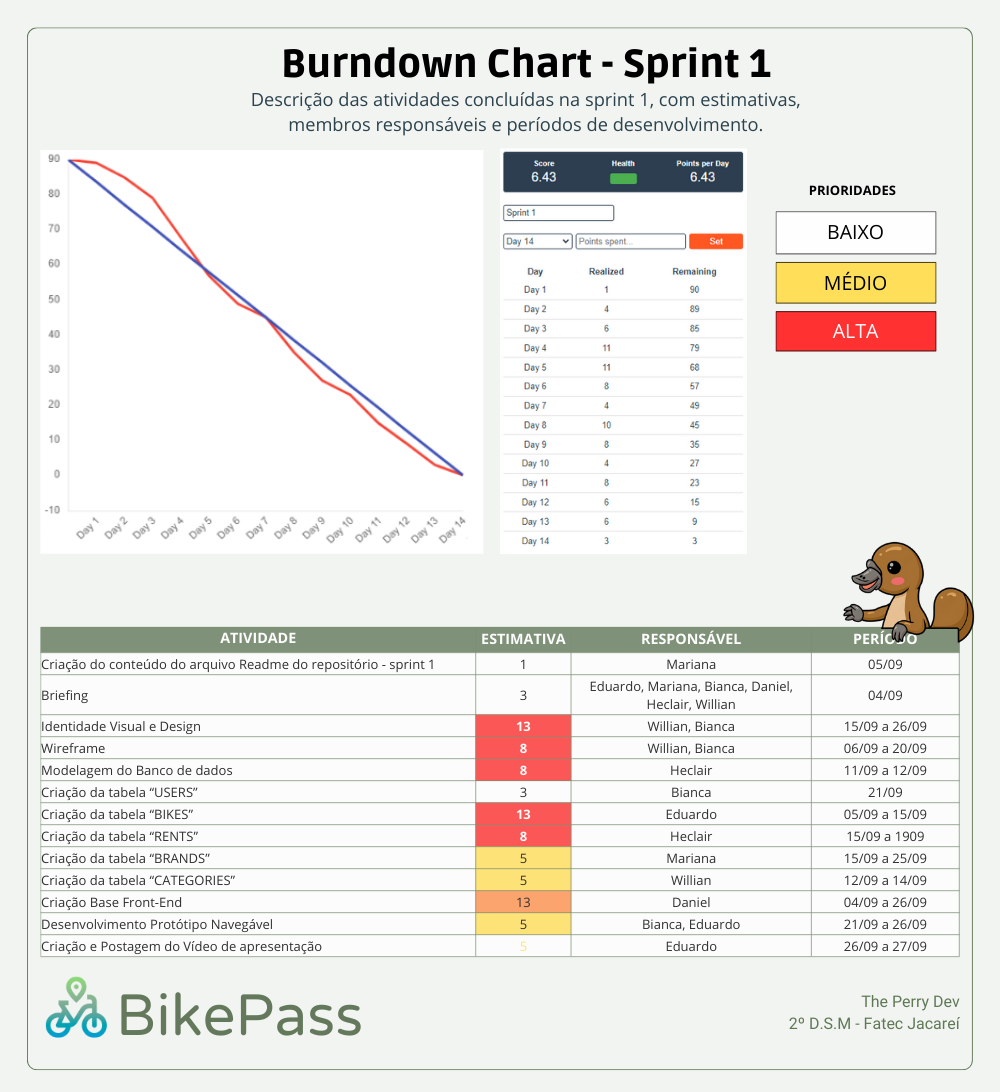 Burndown Chart - Sprint 1
Descrição das atividades concluídas na sprint 1, com estimativas,
membros responsáveis e períodos de desenvolvimento.
90
80
70
60
50
40
30
20
10
0
-10
Day 1 Day 2 Day 3 Day 4 Day 5 Day 6 Day 7 Day 8 Day 9 Day 10 Day 11 Day 12 Day 13 Day 14
Score Health Points per Day
6.43 6.43
Sprint 1
Day 14 Points spent... Set
Day Realized Remaining
Day 1 1 90
Day 2 4 89
Day 3 6 85
Day 4 11 79
Day 5 11 68
Day 6 8 57
Day 7 4 49
Day 8 10 45
Day 9 8 35
Day 10 4 27
Day 11 8 23
Day 12 6 15
Day 13 6 9
Day 14 3 3
PRIORIDADES
BAIXO
MÉDIO
ALTA
ATIVIDADE ESTIMATIVA RESPONSÁVEL PERÍODO
Criação do conteúdo do arquivo Readme do repositório - sprint 1 1 Mariana 05/09
Briefing 3 Eduardo, Mariana, Bianca, Daniel, 04/09
Heclair, Willian
Identidade Visual e Design 13 Willian, Bianca 15/09 a 26/09
Wireframe 8 Willian, Bianca 06/09 a 20/09
Modelagem do Banco de dados 8 Heclair 11/09 a 12/09
Criação da tabela “USERS” 3 Bianca 21/09
Criação da tabela “BIKES” 13 Eduardo 05/09 a 15/09
Criação da tabela “RENTS” 8 Heclair 15/09 a 1909
Criação da tabela “BRANDS” 5 Mariana 15/09 a 25/09
Criação da tabela “CATEGORIES” 5 Willian 12/09 a 14/09
Criação Base Front-End 13 Daniel 04/09 a 26/09
Desenvolvimento Protótipo Navegável 5 Bianca, Eduardo 21/09 a 26/09
Criação e Postagem do Vídeo de apresentação 5 Eduardo 26/09 a 27/09
BikePass
The Perry Dev
2º D.S.M - Fatec Jacareí